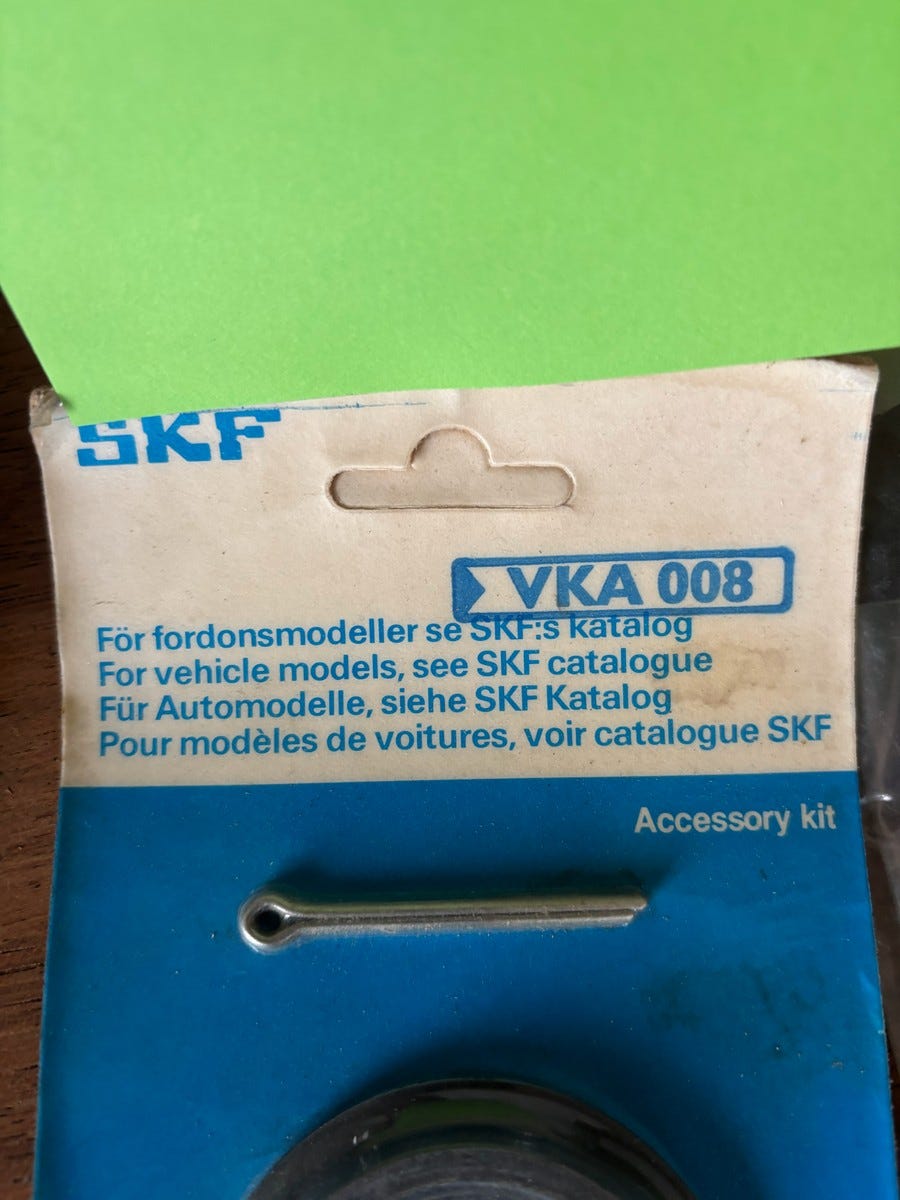 SKF
VKA 008
För fordonsmodeller se SKF:s katalog
For vehicle models, see SKF catalogue
Für Automodelle, siehe SKF Katalog
Pour modèles de voitures, voir catalogue SKF
Accessory kit